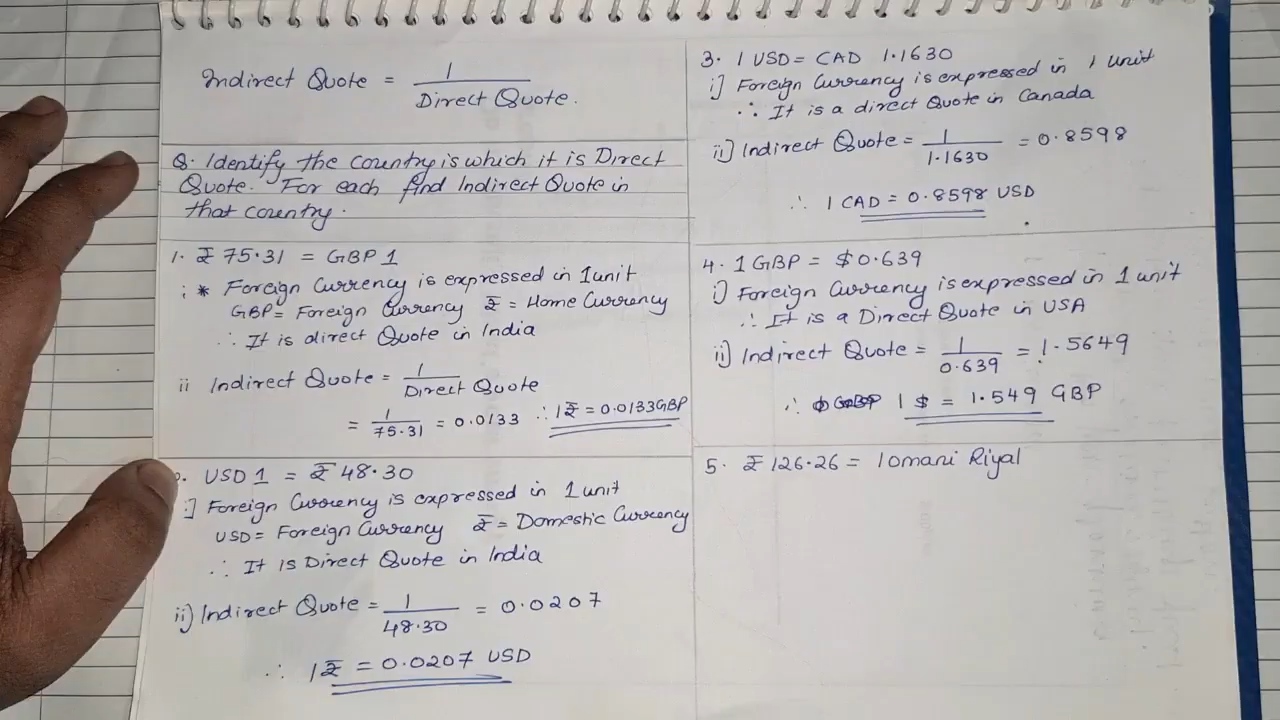 Indirect Quote = 1
Direct Quote.
Q. Identify the country is which it is Direct
Quote. For each find Indirect Quote in
that country.
1. ₹ 75.31 = GBP 1
i * Foreign Currency is expressed in 1 unit
GBP = Foreign Currency ₹ = Home Currency
∴ It is direct Quote in India
ii Indirect Quote = 1
Direct Quote
= 1 / 75.31 = 0.0133 ∴ 1₹ = 0.0133 GBP
USD 1 = ₹ 48.30
i] Foreign Currency is expressed in 1 unit
USD = Foreign Currency ₹ = Domestic Currency
∴ It is Direct Quote in India
ii) Indirect Quote = 1 / 48.30 = 0.0207
∴ 1₹ = 0.0207 USD
3. 1 USD = CAD 1.1630
i] Foreign Currency is expressed in 1 unit
∴ It is a direct Quote in Canada
ii) Indirect Quote = 1 / 1.1630 = 0.8598
∴ 1 CAD = 0.8598 USD
4. 1 GBP = $ 0.639
i) Foreign Currency is expressed in 1 unit
∴ It is a Direct Quote in USA
ii) Indirect Quote = 1 / 0.639 = 1.5649
∴ 1 $ = 1.549 GBP
5. ₹ 126.26 = 1 Omani Riyal